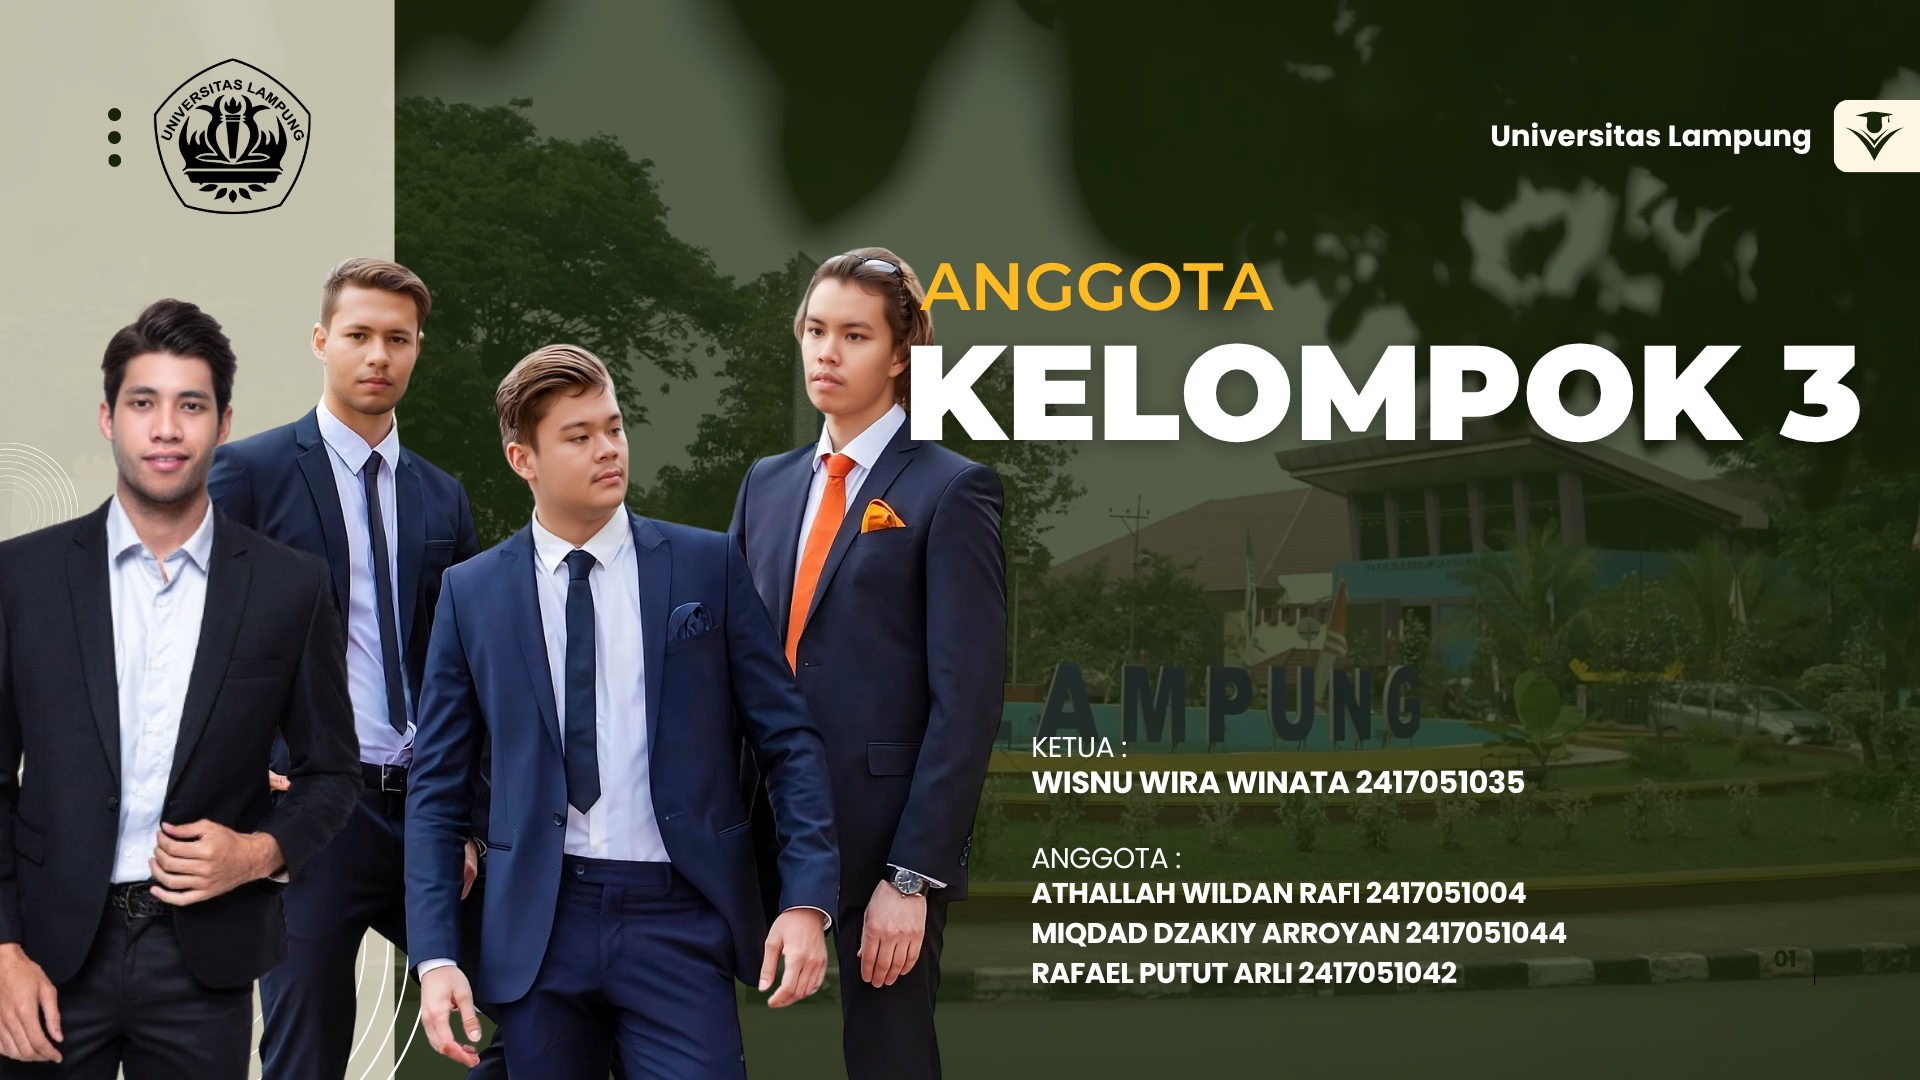 UNIVERSITAS LAMPUNG
Universitas Lampung
ANGGOTA
KELOMPOK 3
LAMPUNG
KETUA :
WISNU WIRA WINATA 2417051035
ANGGOTA :
ATHALLAH WILDAN RAFI 2417051004
MIQDAD DZAKIY ARROYAN 2417051044
RAFAEL PUTUT ARLI 2417051042
01